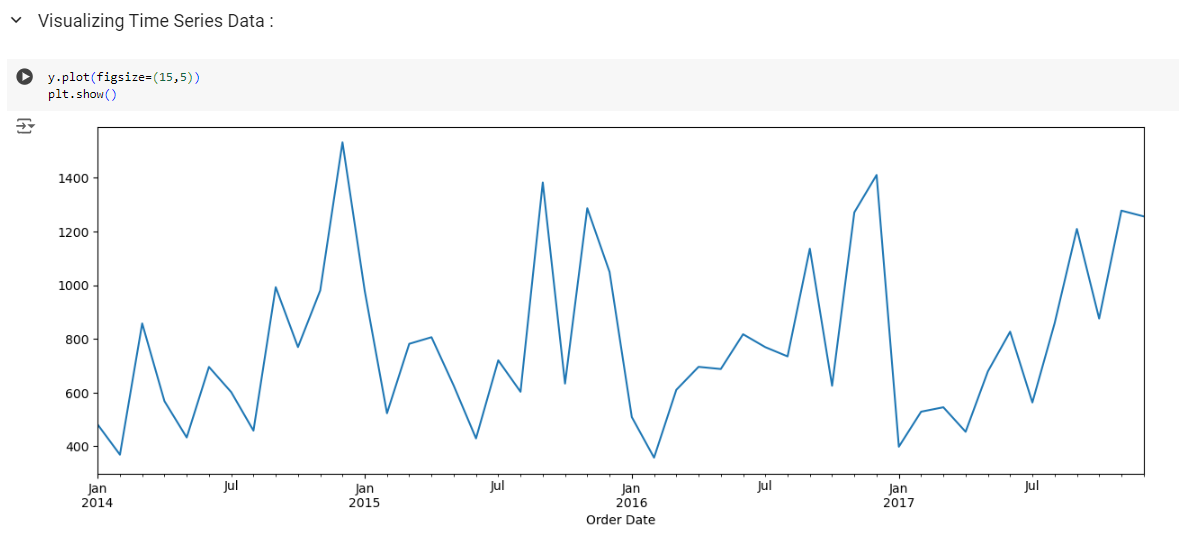 Visualizing Time Series Data :
y.plot(figsize=(15,5))
plt.show()
1400
1200
1000
800
600
400
Jan Jul Jan Jul Jan Jul Jan Jul
2014 2015 2016 2017
Order Date